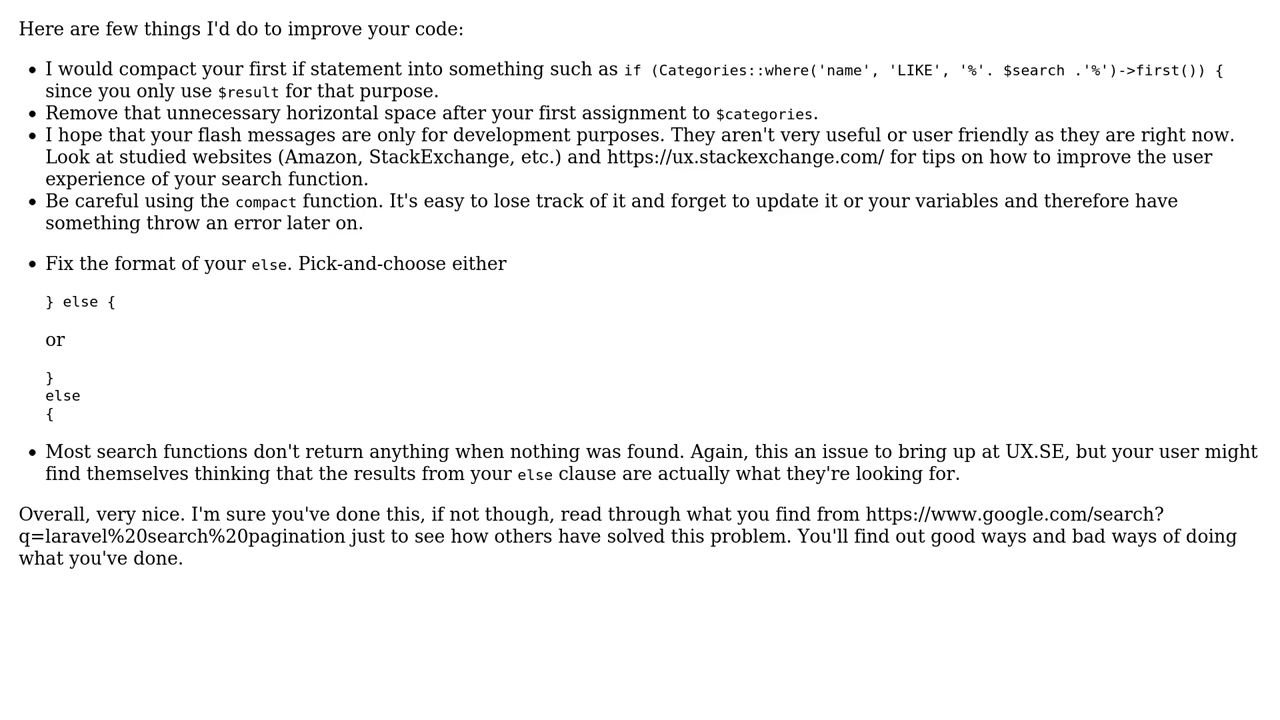 Here are few things I'd do to improve your code:
• I would compact your first if statement into something such as if (Categories::where('name', 'LIKE', '%'. $search .'%')->first()) {
since you only use $result for that purpose.
• Remove that unnecessary horizontal space after your first assignment to $categories.
• I hope that your flash messages are only for development purposes. They aren't very useful or user friendly as they are right now.
Look at studied websites (Amazon, StackExchange, etc.) and https://ux.stackexchange.com/ for tips on how to improve the user
experience of your search function.
• Be careful using the compact function. It's easy to lose track of it and forget to update it or your variables and therefore have
something throw an error later on.
• Fix the format of your else. Pick-and-choose either
} else {
or
}
else
{
• Most search functions don't return anything when nothing was found. Again, this an issue to bring up at UX.SE, but your user might
find themselves thinking that the results from your else clause are actually what they're looking for.
Overall, very nice. I'm sure you've done this, if not though, read through what you find from https://www.google.com/search?
q=laravel%20search%20pagination just to see how others have solved this problem. You'll find out good ways and bad ways of doing
what you've done.